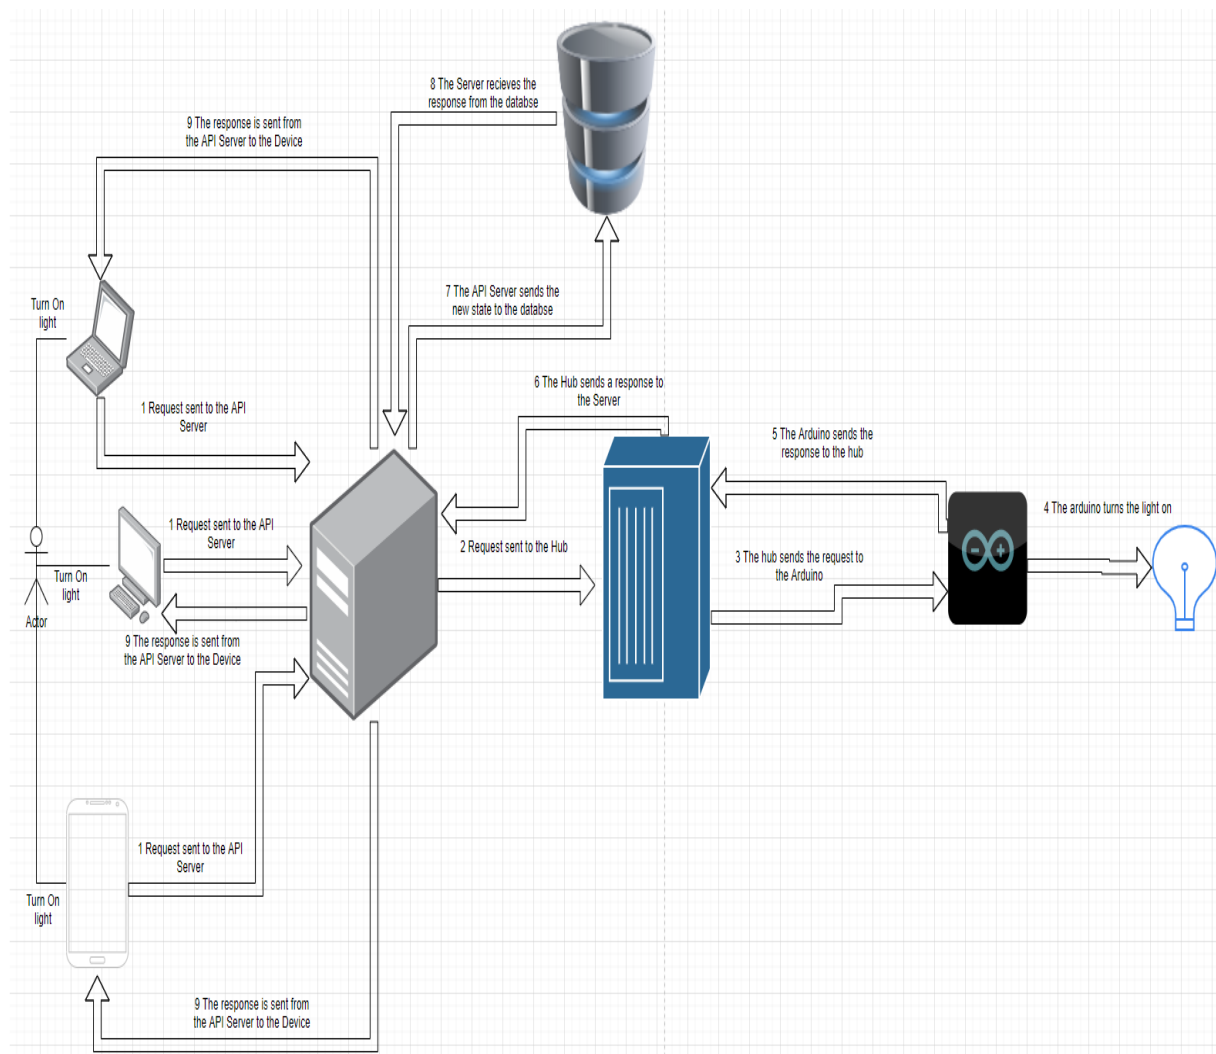 8 The Server recieves the
response from the databse
9 The response is sent from
the API Server to the Device
7 The API Server sends the
new state to the databse
Turn On
light
6 The Hub sends a response to
the Server
1 Request sent to the API
Server
5 The Arduino sends the
response to the hub
4 The arduino turns the light on
1 Request sent to the API
Server
2 Request sent to the Hub
3 The hub sends the request to
the Arduino
Turn On
light
Actor
9 The response is sent from
the API Server to the Device
1 Request sent to the API
Server
Turn On
light
9 The response is sent from
the API Server to the Device